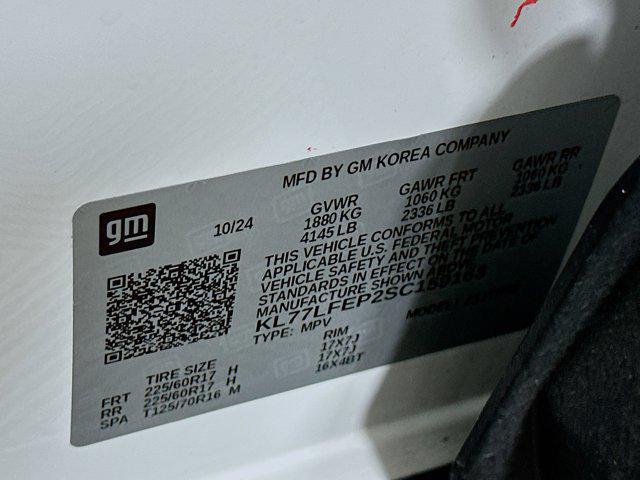 MFD BY GM KOREA COMPANY
gm
10/24
GVWR GAWR FRT GAWR RR
1880 KG 1060 KG 1060 KG
4145 LB 2336 LB 2336 LB
THIS VEHICLE CONFORMS TO ALL
APPLICABLE U.S. FEDERAL MOTOR
VEHICLE SAFETY AND THEFT PREVENTION
STANDARDS IN EFFECT ON THE DATE OF
MANUFACTURE SHOWN ABOVE.
KL77LFEP2SC159163
TYPE: MPV MODEL:
TIRE SIZE RIM
FRT 225/60R17 H 17X7J
RR 225/60R17 H 17X7J
SPA T125/70R16 M 16X4BT